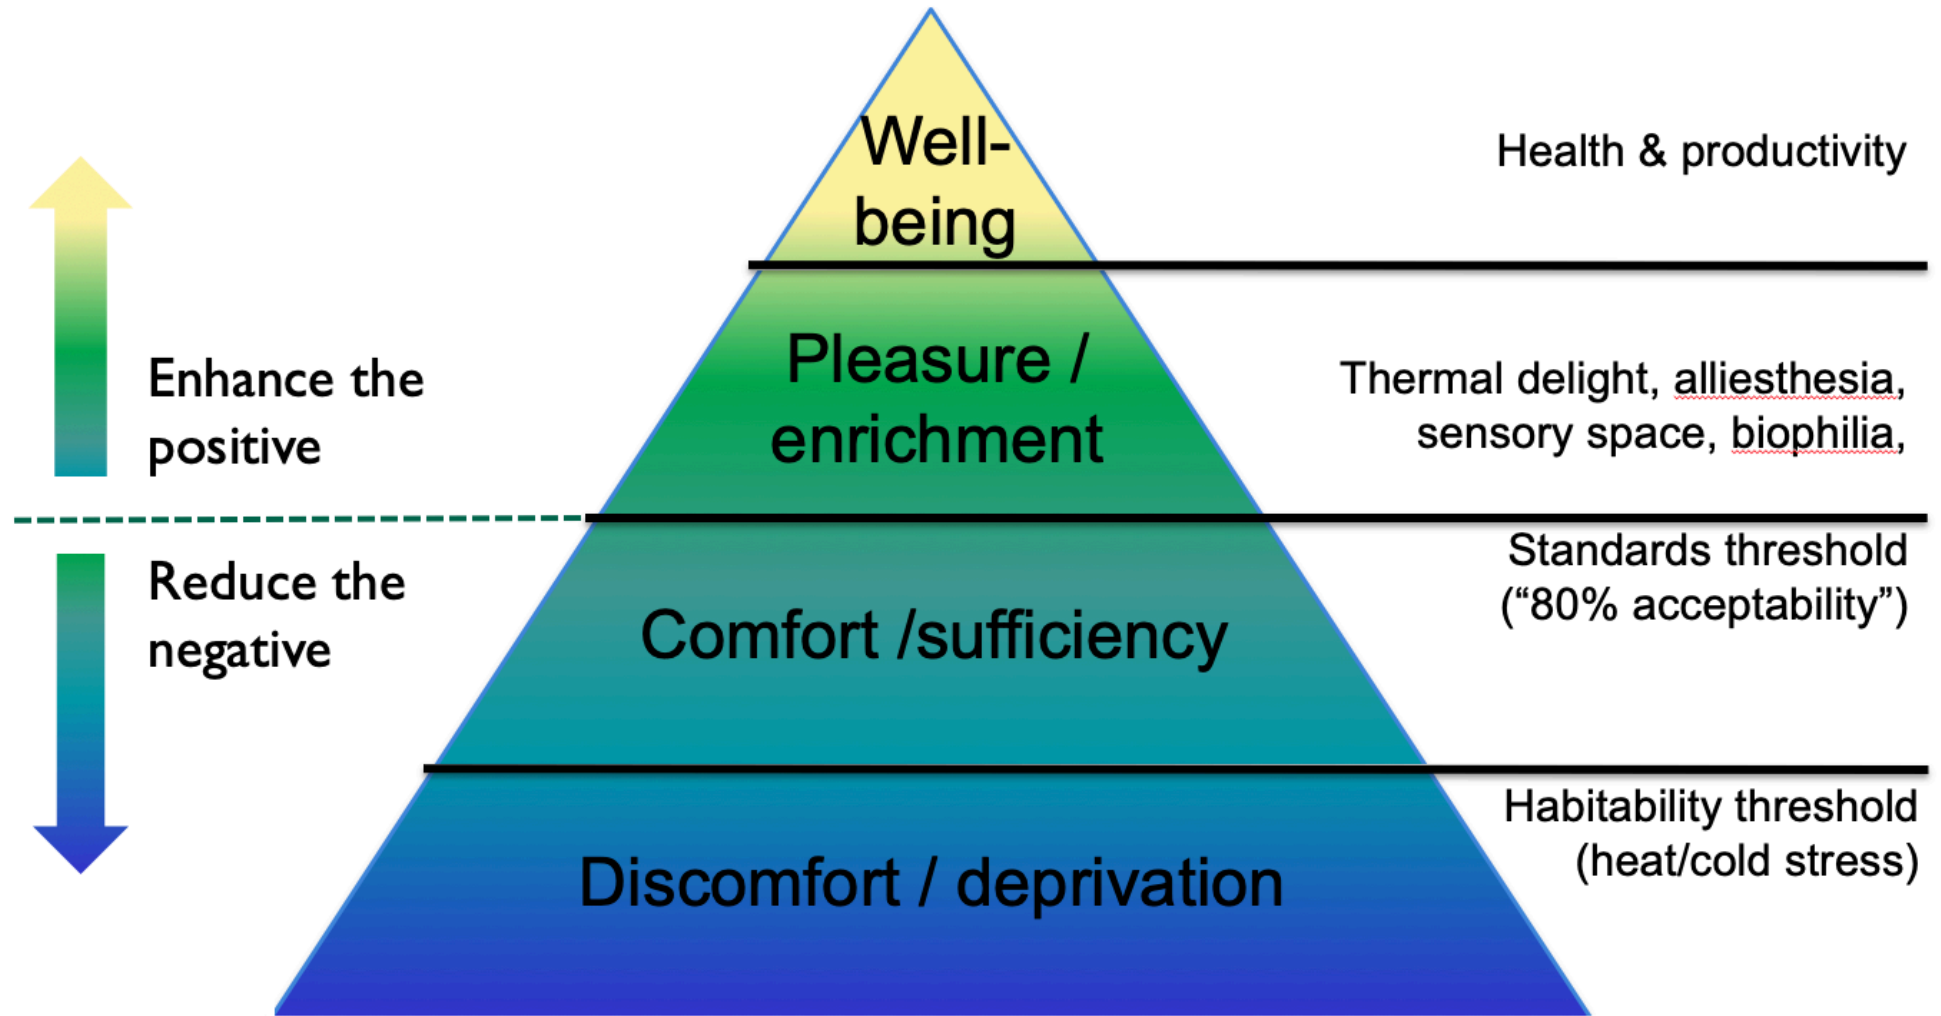 Well-
being
Health & productivity
Enhance the
positive
Pleasure /
enrichment
Thermal delight, alliesthesia,
sensory space, biophilia,
Reduce the
negative
Comfort /sufficiency
Standards threshold
(“80% acceptability”)
Discomfort / deprivation
Habitability threshold
(heat/cold stress)